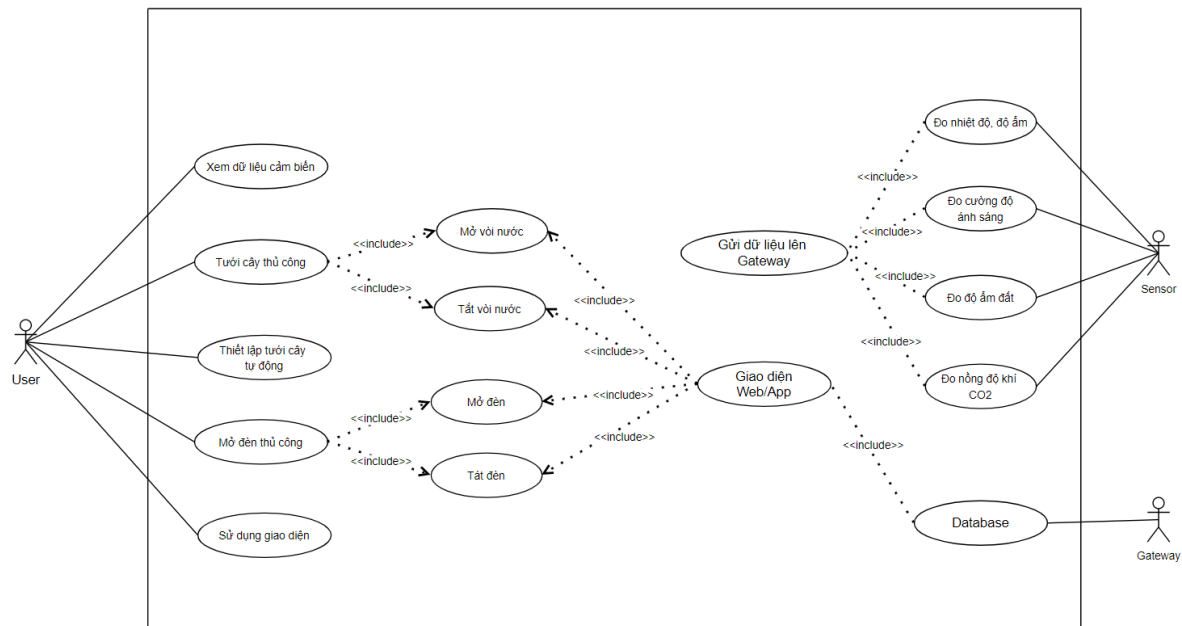 Xem dữ liệu cảm biến
Tưới cây thủ công
Thiết lập tưới cây
tự động
Mở đèn thủ công
Sử dụng giao diện
User
<<include>>
<<include>>
<<include>>
<<include>>
Mở vòi nước
Tắt vòi nước
Mở đèn
Tát đèn
<<include>>
<<include>>
<<include>>
<<include>>
Gửi dữ liệu lên
Gateway
Giao diện
Web/App
<<include>>
<<include>>
<<include>>
<<include>>
<<include>>
Đo nhiệt độ, độ ẩm
Đo cường độ
ánh sáng
Đo độ ẩm đất
Đo nồng độ khí
CO2
Database
Sensor
Gateway